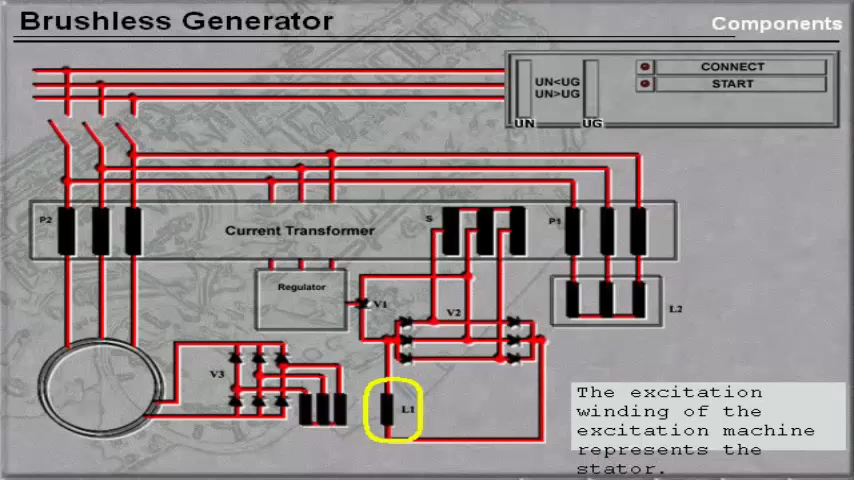 Brushless Generator
Components
CONNECT
START
UN<UG
UN>UG
UN
UG
P2
Current Transformer
S
P1
Regulator
V1
V2
L2
V3
L1
The excitation
winding of the
excitation machine
represents the
stator.